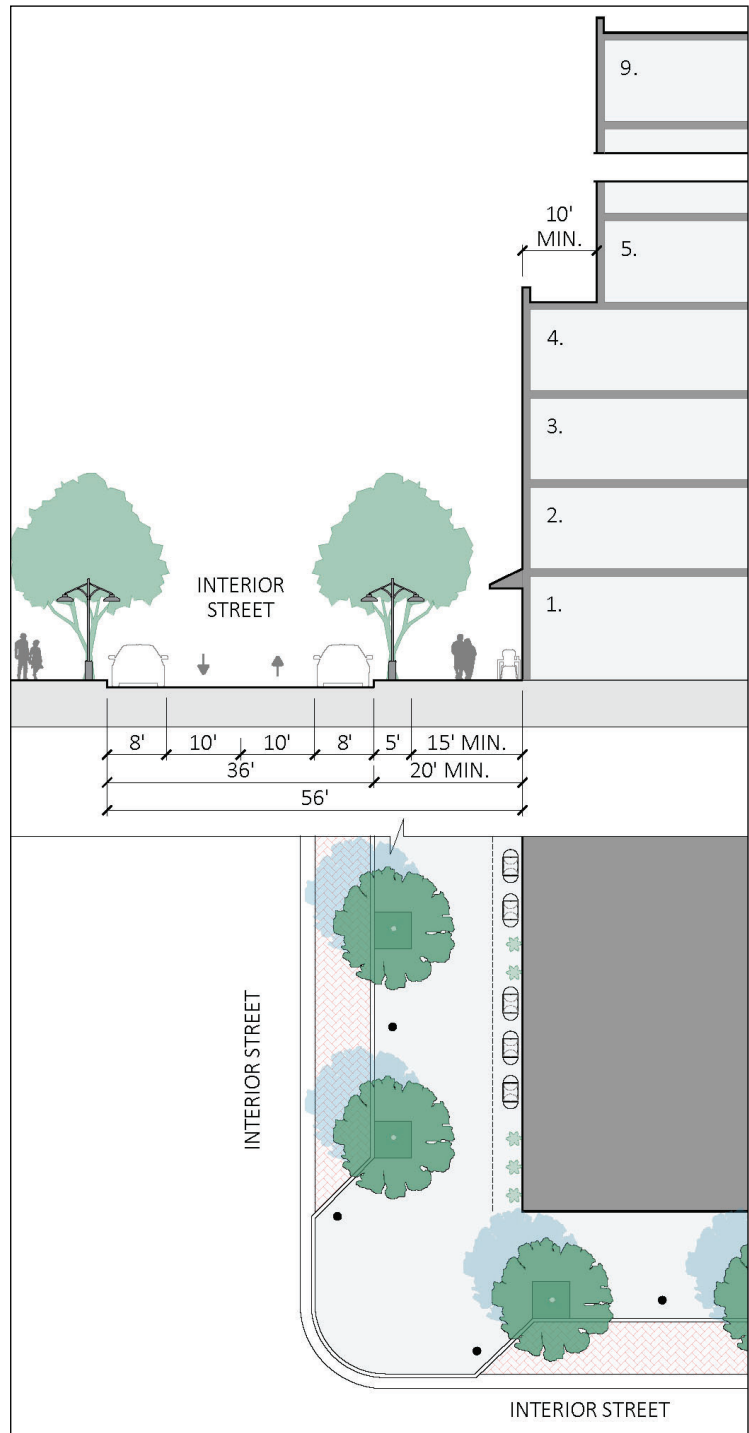 9.
10'
MIN.
5.
4.
3.
2.
INTERIOR
STREET
1.
8' 10' 10' 8' 5' 15' MIN.
36' 20' MIN.
56'
INTERIOR STREET
INTERIOR STREET